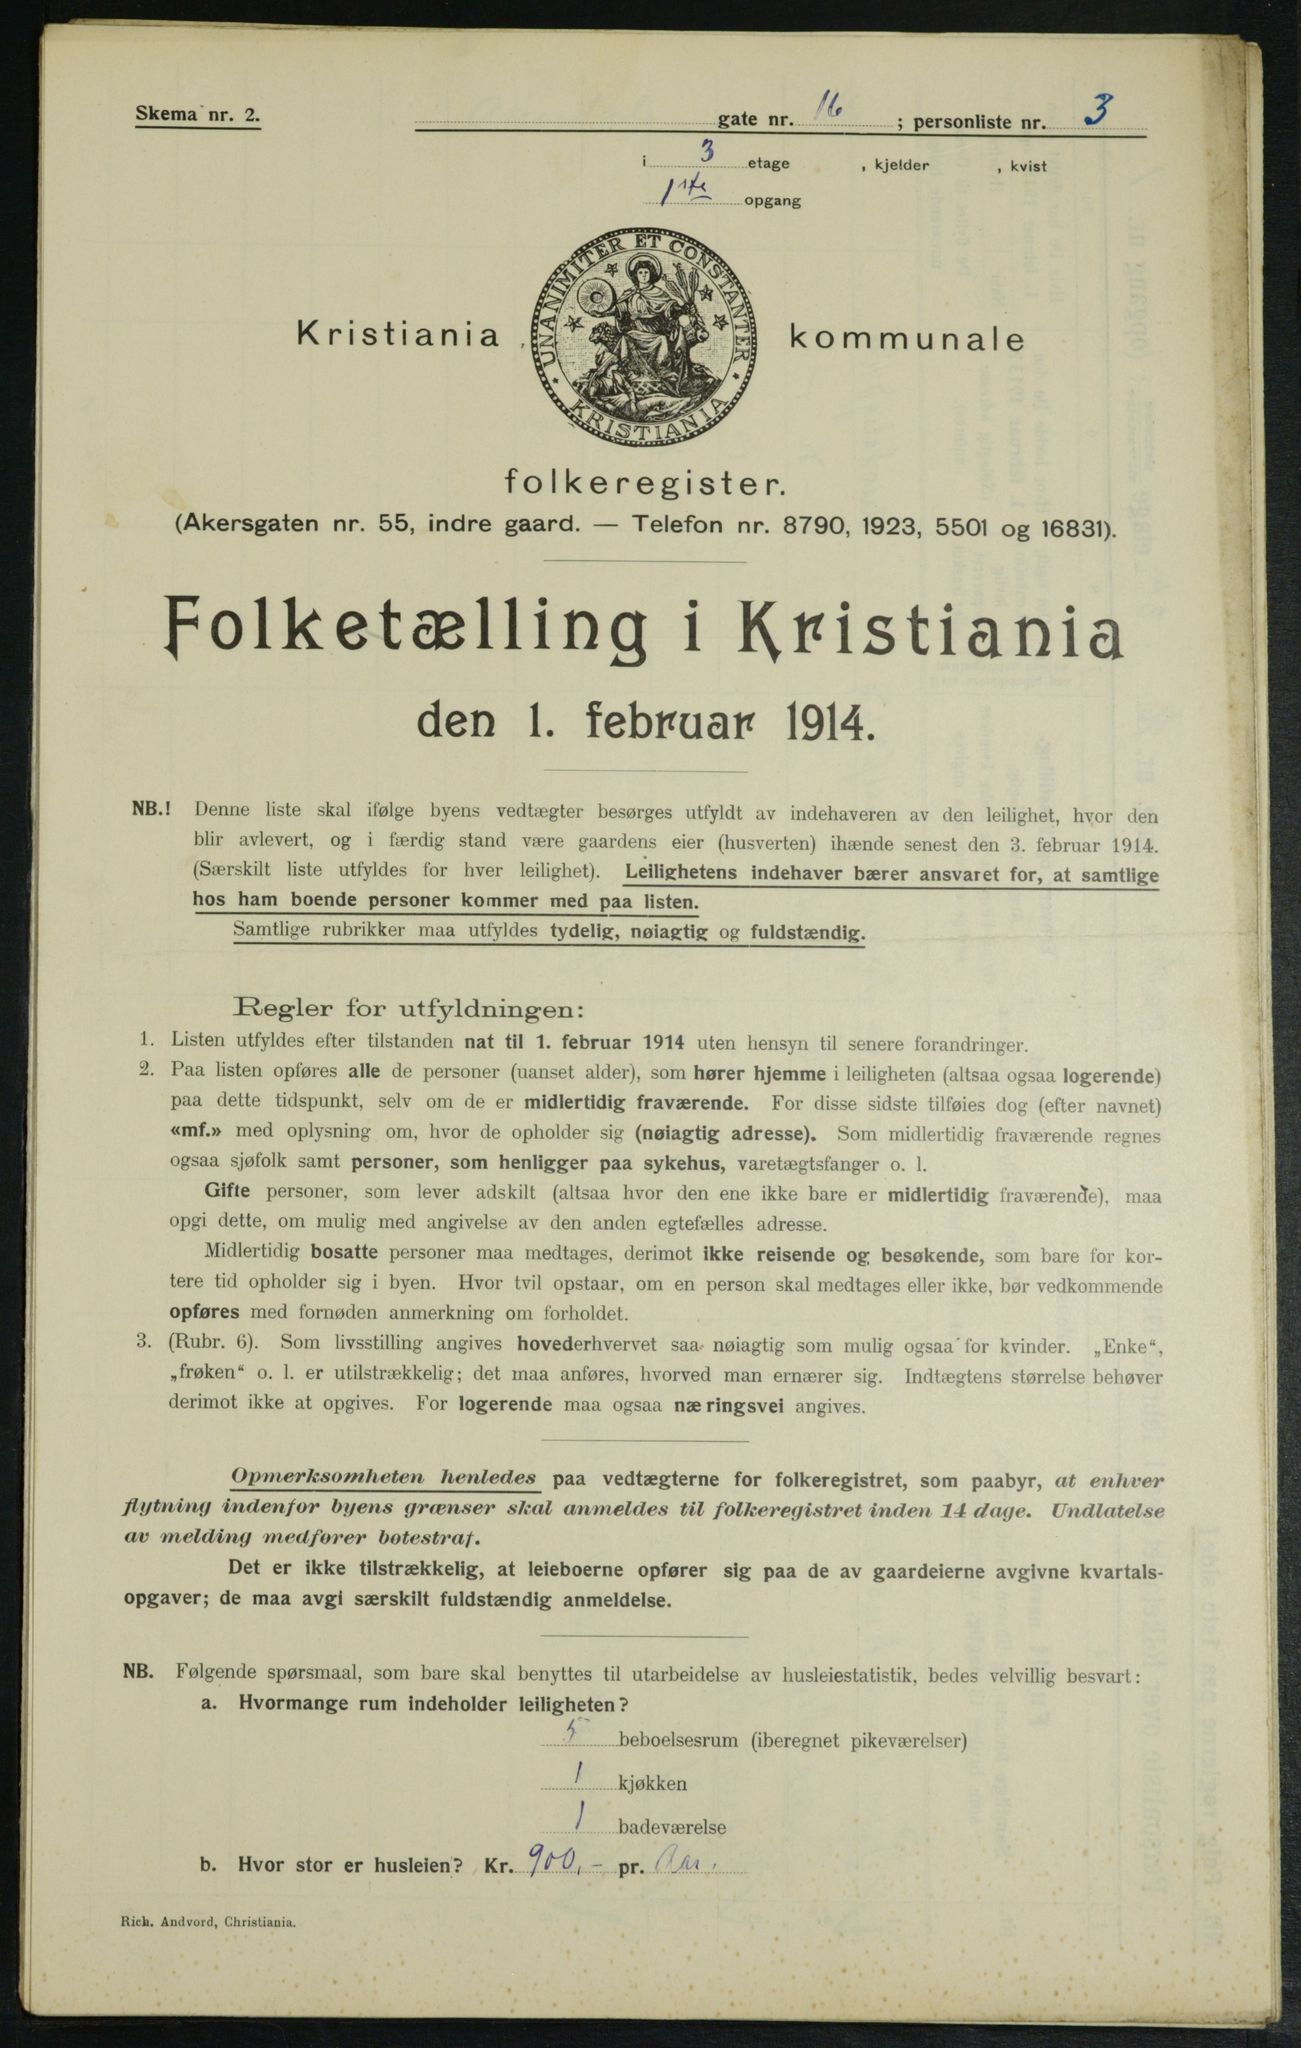 Skema nr. 2.
gate nr. 16 ; personliste nr. 3
i 3 etage , kjelder , kvist
1ste opgang
UNANIMITER ET CONSTANTER
KRISTIANIA
Kristiania kommunale
folkeregister.
(Akersgaten nr. 55, indre gaard. — Telefon nr. 8790, 1923, 5501 og 16831).
Folketælling i Kristiania
den 1. februar 1914.
NB.! Denne liste skal ifølge byens vedtægter besørges utfyldt av indehaveren av den leilighet, hvor den
blir avlevert, og i færdig stand være gaardens eier (husverten) ihænde senest den 3. februar 1914.
(Særskilt liste utfyldes for hver leilighet). Leilighetens indehaver bærer ansvaret for, at samtlige
hos ham boende personer kommer med paa listen.
Samtlige rubrikker maa utfyldes tydelig, nøiagtig og fuldstændig.
Regler for utfyldningen:
1. Listen utfyldes efter tilstanden nat til 1. februar 1914 uten hensyn til senere forandringer.
2. Paa listen opføres alle de personer (uanset alder), som hører hjemme i leiligheten (altsaa ogsaa logerende)
paa dette tidspunkt, selv om de er midlertidig fraværende. For disse sidste tilføies dog (efter navnet)
«mf.» med oplysning om, hvor de opholder sig (nøiagtig adresse). Som midlertidig fraværende regnes
ogsaa sjøfolk samt personer, som henligger paa sykehus, varetægtsfanger o. l.
Gifte personer, som lever adskilt (altsaa hvor den ene ikke bare er midlertidig fraværende), maa
opgi dette, om mulig med angivelse av den anden egtefælles adresse.
Midlertidig bosatte personer maa medtages, derimot ikke reisende og besøkende, som bare for kor-
tere tid opholder sig i byen. Hvor tvil opstaar, om en person skal medtages eller ikke, bør vedkommende
opføres med fornøden anmerkning om forholdet.
3. (Rubr. 6). Som livsstilling angives hovederhvervet saa nøiagtig som mulig ogsaa for kvinder. „Enke“,
„frøken“ o. l. er utilstrækkelig; det maa anføres, hvorved man ernærer sig. Indtægtens størrelse behøver
derimot ikke at opgives. For logerende maa ogsaa næringsvei angives.
Opmerksomheten henledes paa vedtægterne for folkeregistret, som paabyr, at enhver
flytning indenfor byens grænser skal anmeldes til folkeregistret inden 14 dage. Undlatelse
av melding medfører bøtestraf.
Det er ikke tilstrækkelig, at leieboerne opfører sig paa de av gaardeierne avgivne kvartals-
opgaver; de maa avgi særskilt fuldstændig anmeldelse.
NB. Følgende spørsmaal, som bare skal benyttes til utarbeidelse av husleiestatistik, bedes velvillig besvart:
a. Hvormange rum indeholder leiligheten?
5 beboelsesrum (iberegnet pikeværelser)
1 kjøkken
1 badeværelse
b. Hvor stor er husleien? Kr. 900,- pr. Aar.
Rich. Andvord, Christiania.